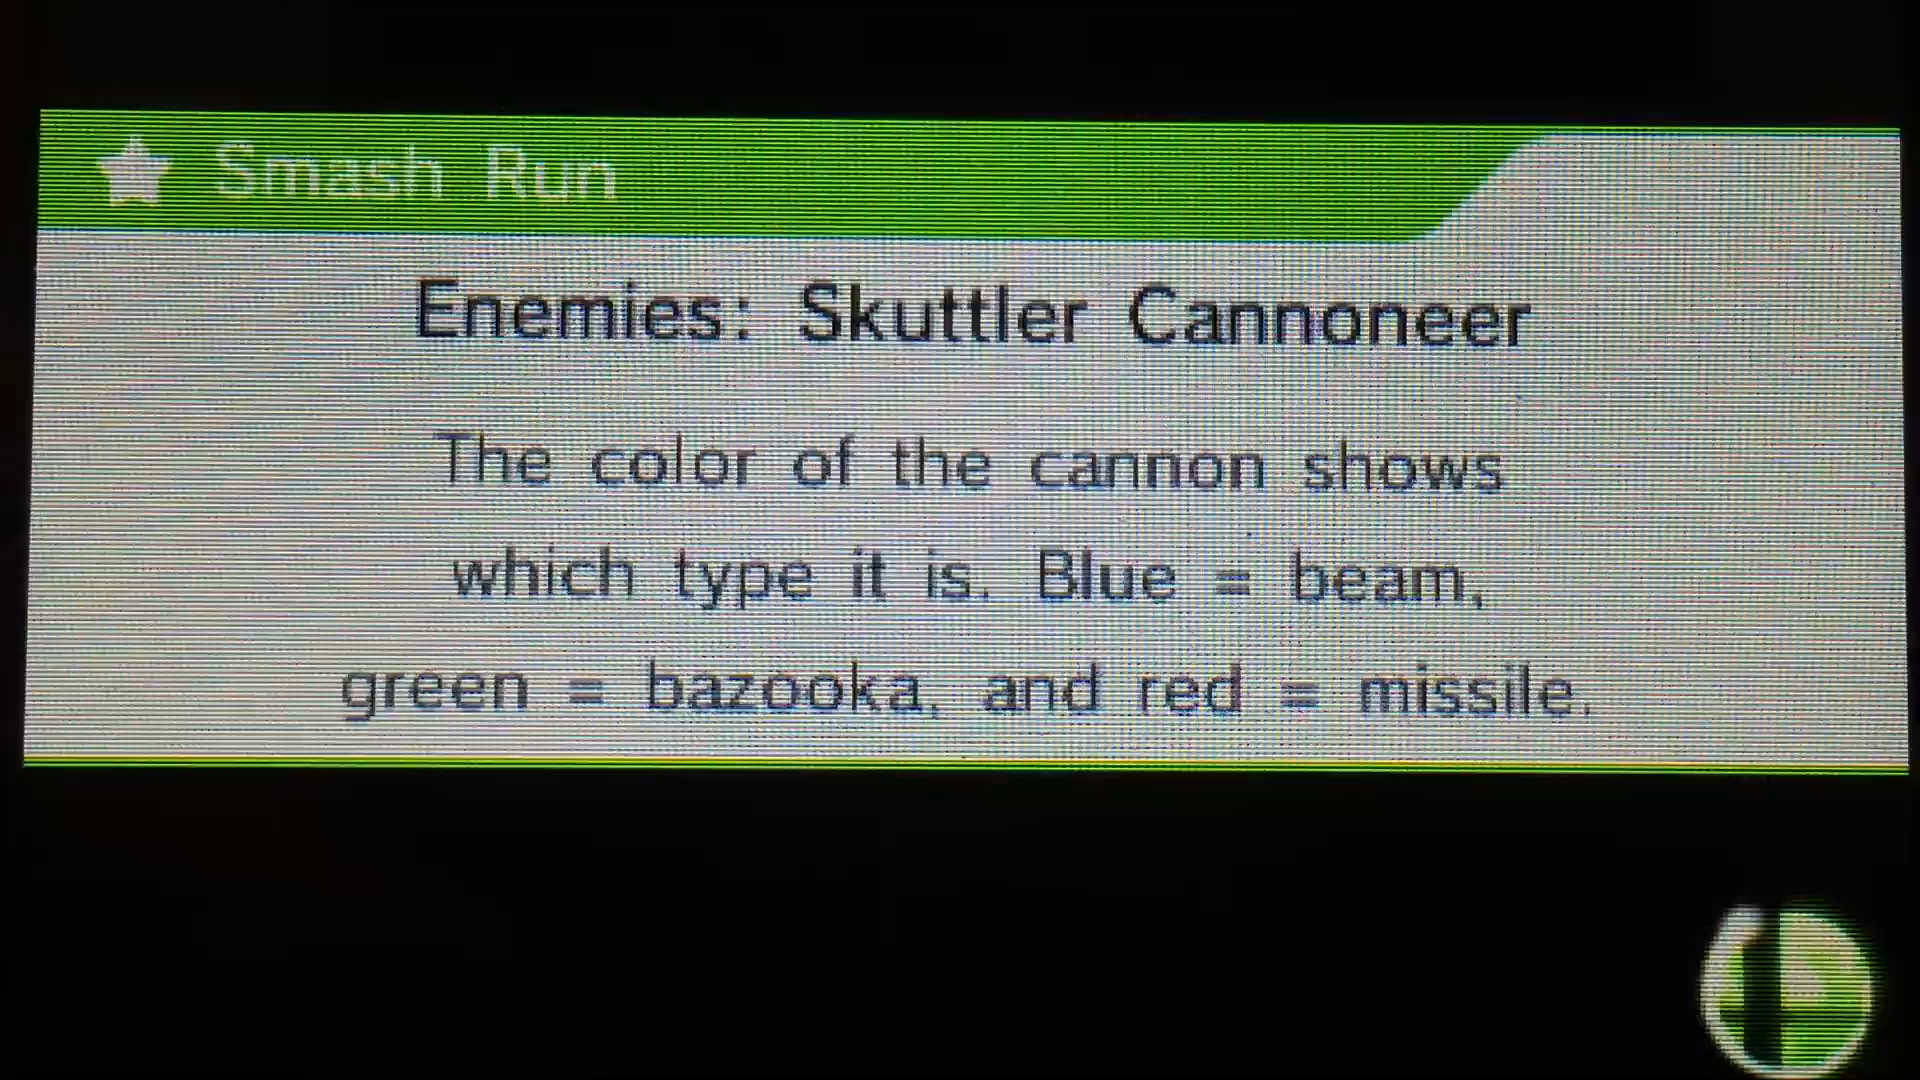 Smash Run
Enemies: Skuttler Cannoneer
The color of the cannon shows
which type it is. Blue = beam,
green = bazooka, and red = missile.